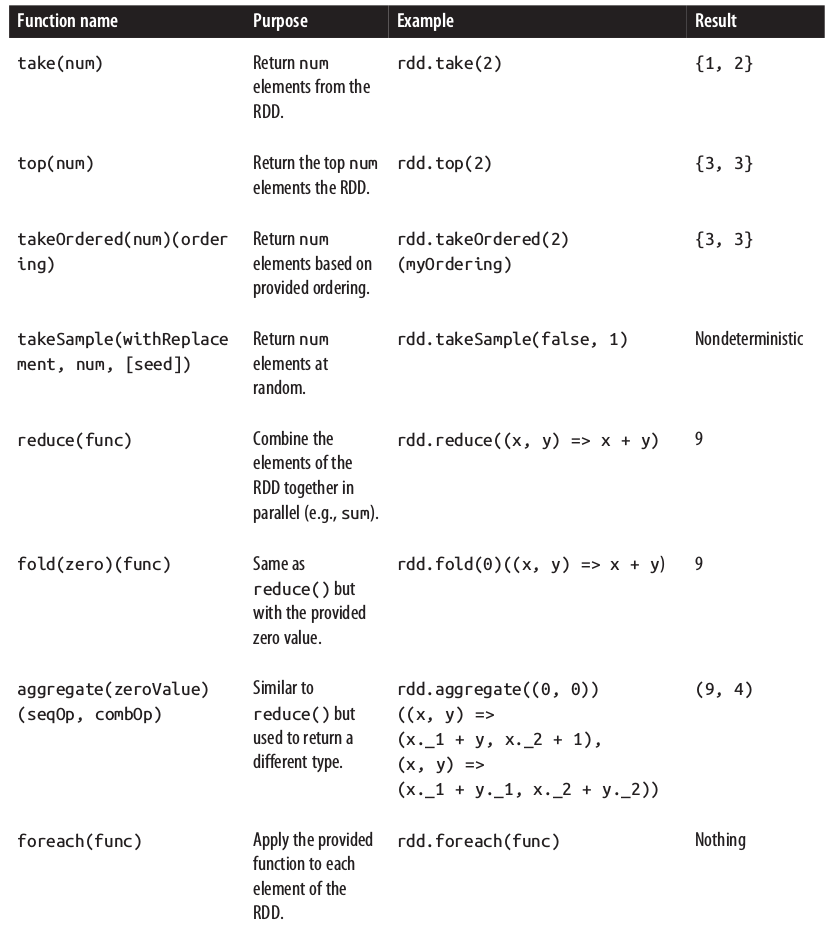 Function name Purpose Example Result
take(num) Return num rdd.take(2) {1, 2}
elements from the
RDD.
top(num) Return the top num rdd.top(2) {3, 3}
elements the RDD.
takeOrdered(num)(order Return num rdd.takeOrdered(2) {3, 3}
ing) elements based on (myOrdering)
provided ordering.
takeSample(withReplace Return num rdd.takeSample(false, 1) Nondeterministic
ment, num, [seed]) elements at
random.
reduce(func) Combine the rdd.reduce((x, y) => x + y) 9
elements of the
RDD together in
parallel (e.g., sum).
fold(zero)(func) Same as rdd.fold(0)((x, y) => x + y) 9
reduce() but
with the provided
zero value.
aggregate(zeroValue) Similar to rdd.aggregate((0, 0)) (9, 4)
(seqOp, combOp) reduce() but ((x, y) =>
used to return a (x._1 + y, x._2 + 1),
different type. (x, y) =>
(x._1 + y._1, x._2 + y._2))
foreach(func) Apply the provided rdd.foreach(func) Nothing
function to each
element of the
RDD.